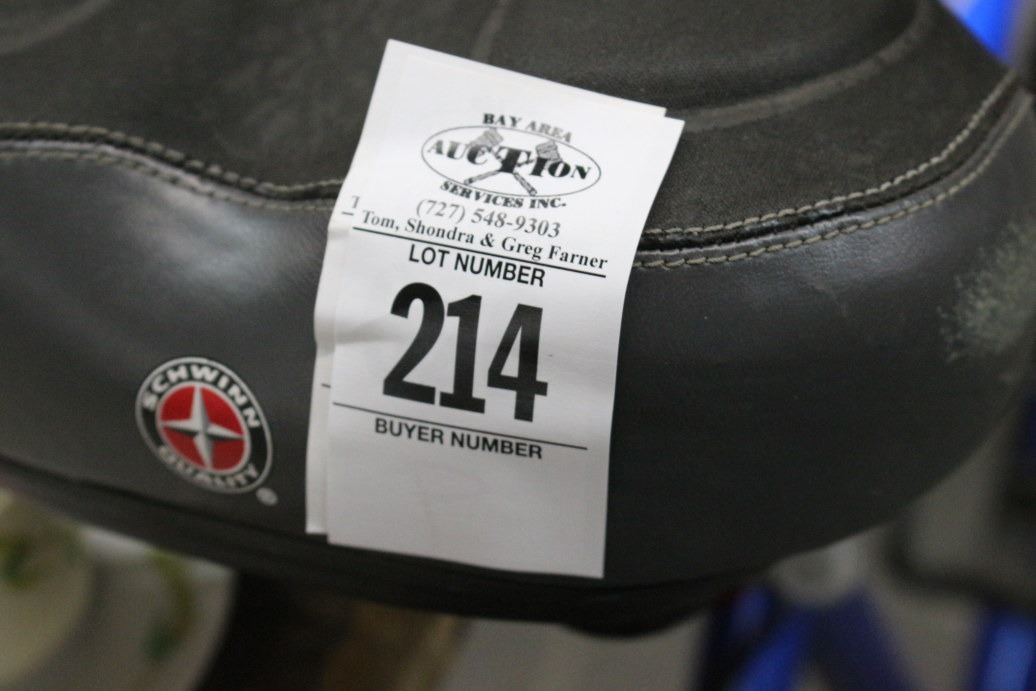 BAY AREA
AUCTION
SERVICES INC.
(727) 548-9303
Tom, Shondra & Greg Farner
LOT NUMBER
214
BUYER NUMBER
SCHWINN
QUALITY
®